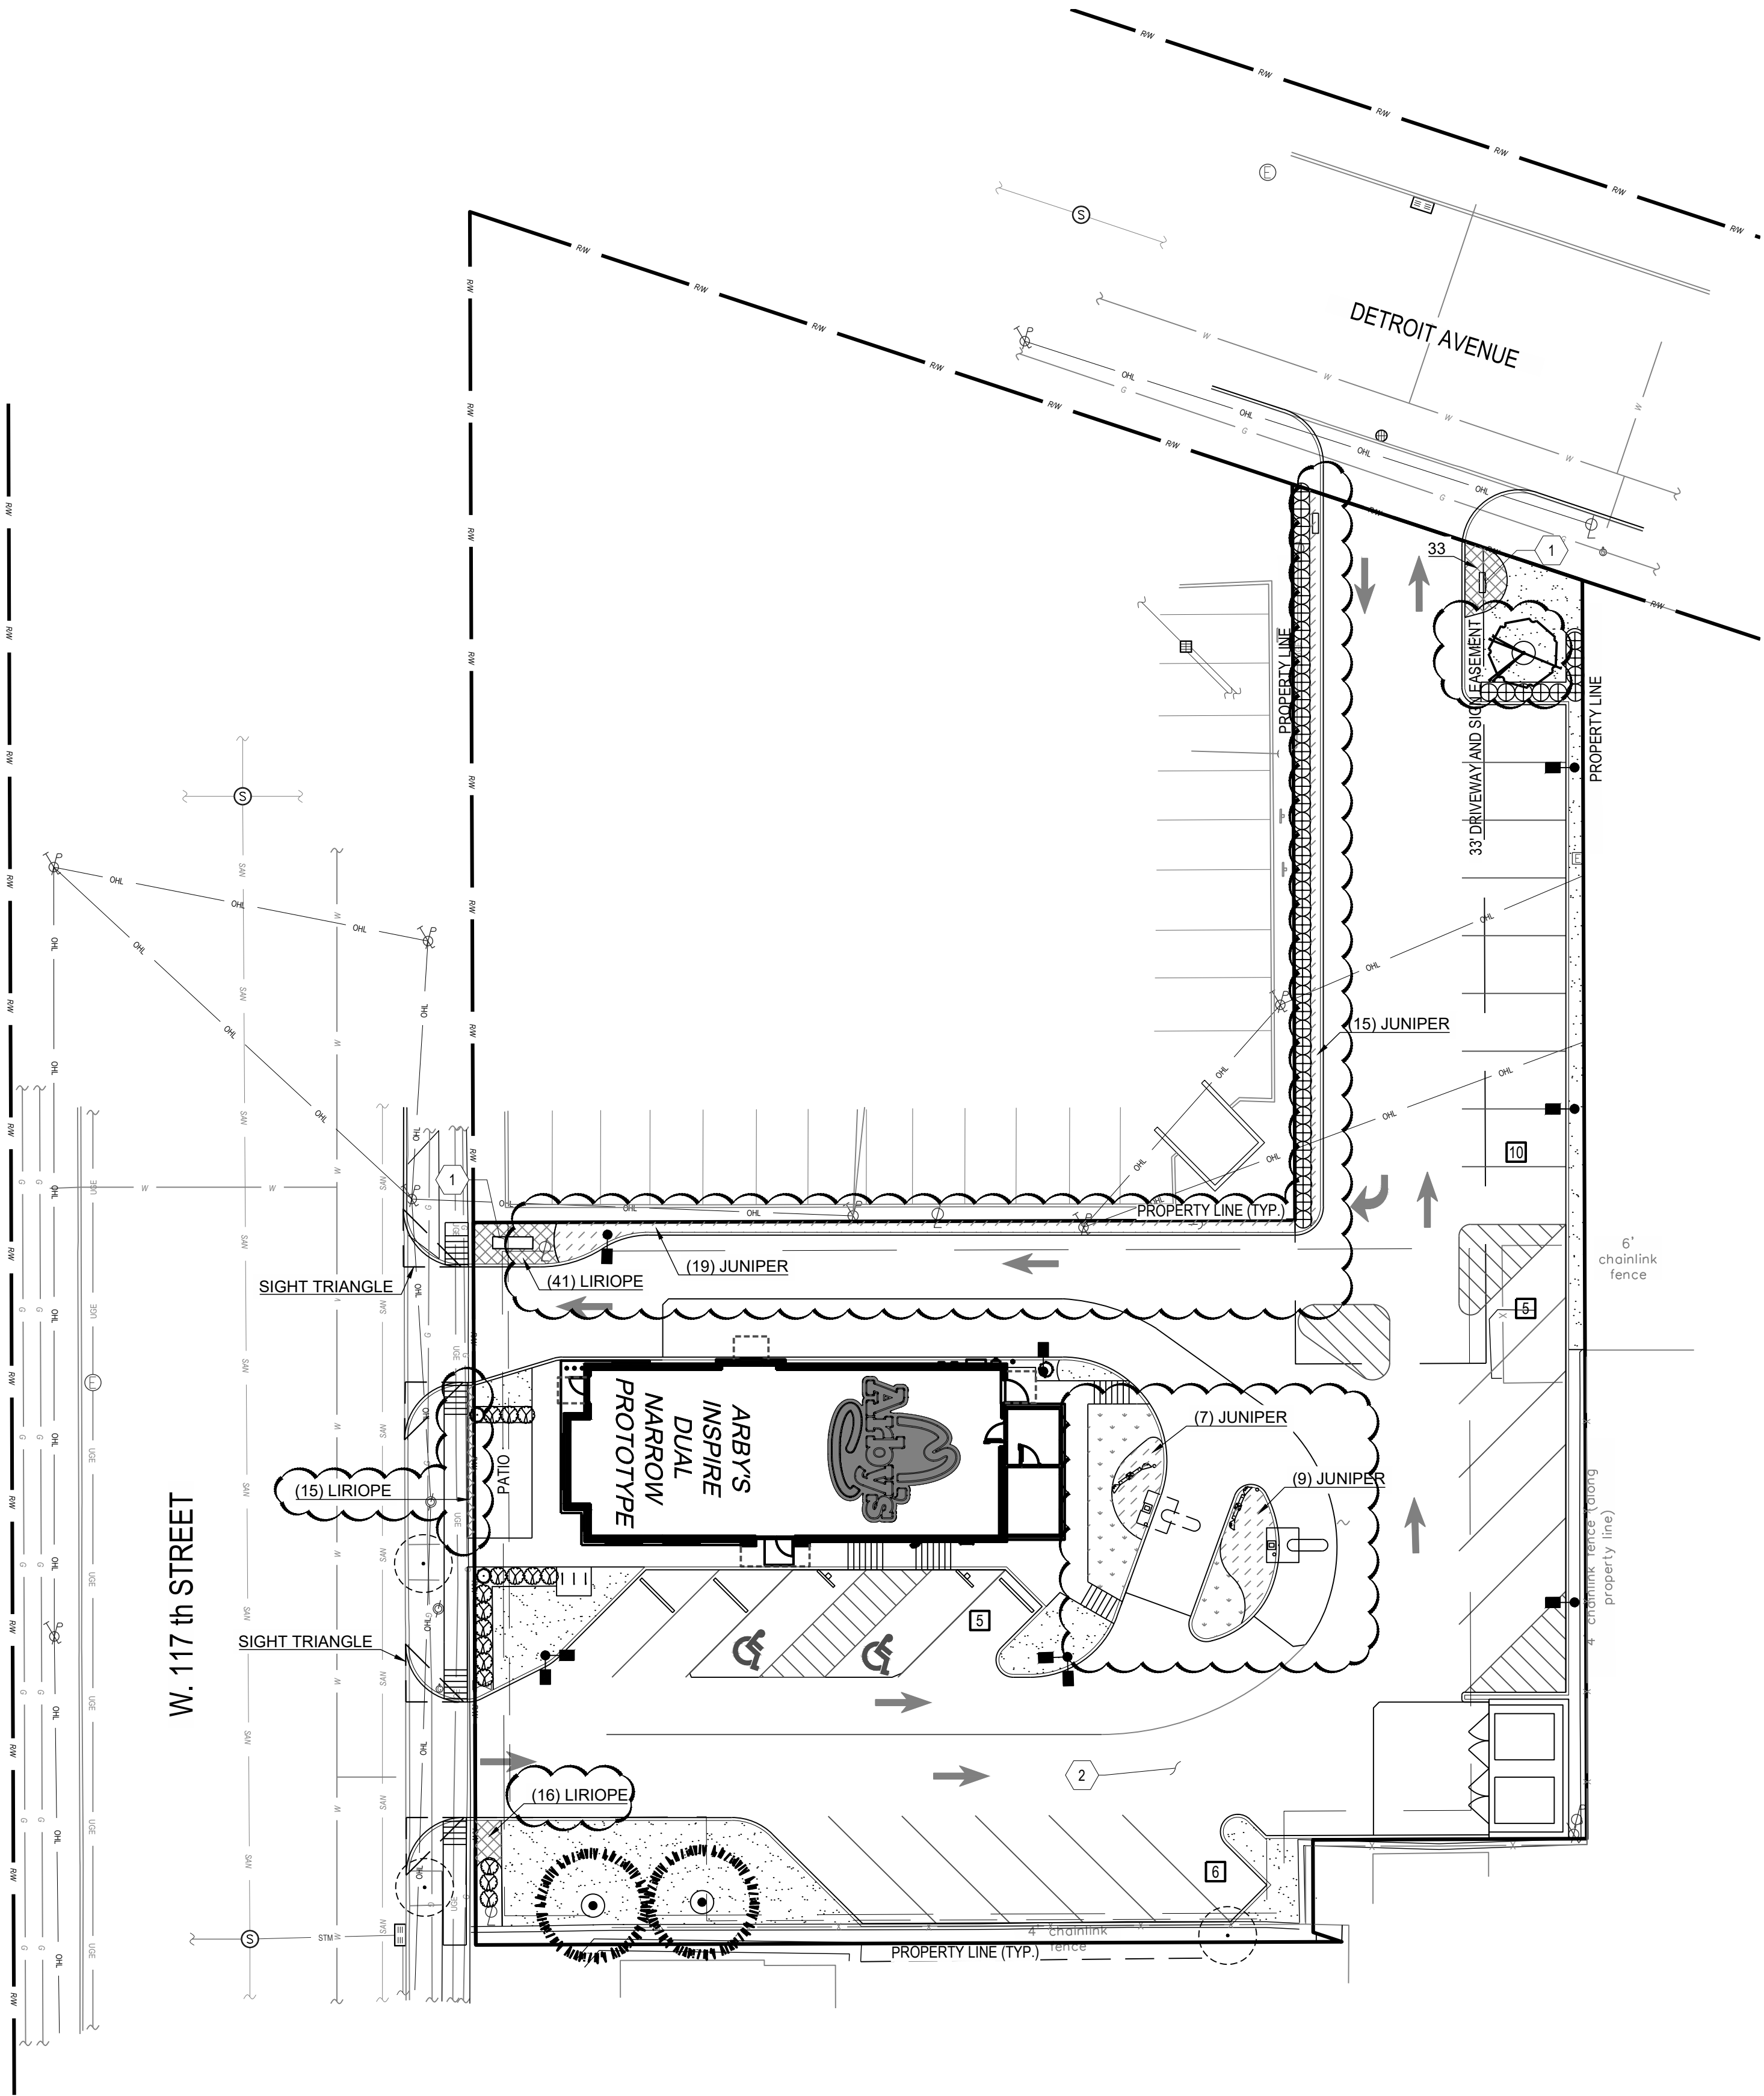 DETROIT AVENUE
33
1
33' DRIVEWAY AND SIGN EASEMENT
PROPERTY LINE
PROPERTY LINE
(15) JUNIPER
10
1
PROPERTY LINE (TYP.)
(19) JUNIPER
(41) LIRIOPE
SIGHT TRIANGLE
6'
chainlink
fence
5
ARBY'S
INSPIRE
DUAL
NARROW
PROTOTYPE
Arby's
PATIO
(7) JUNIPER
(9) JUNIPER
(15) LIRIOPE
4' chainlink fence (along
property line)
W. 117 th STREET
5
SIGHT TRIANGLE
2
(16) LIRIOPE
6
4' chainlink
fence
PROPERTY LINE (TYP.)
R/W
OHL
SAN
UGE
STM
W
G
S
E
P
X